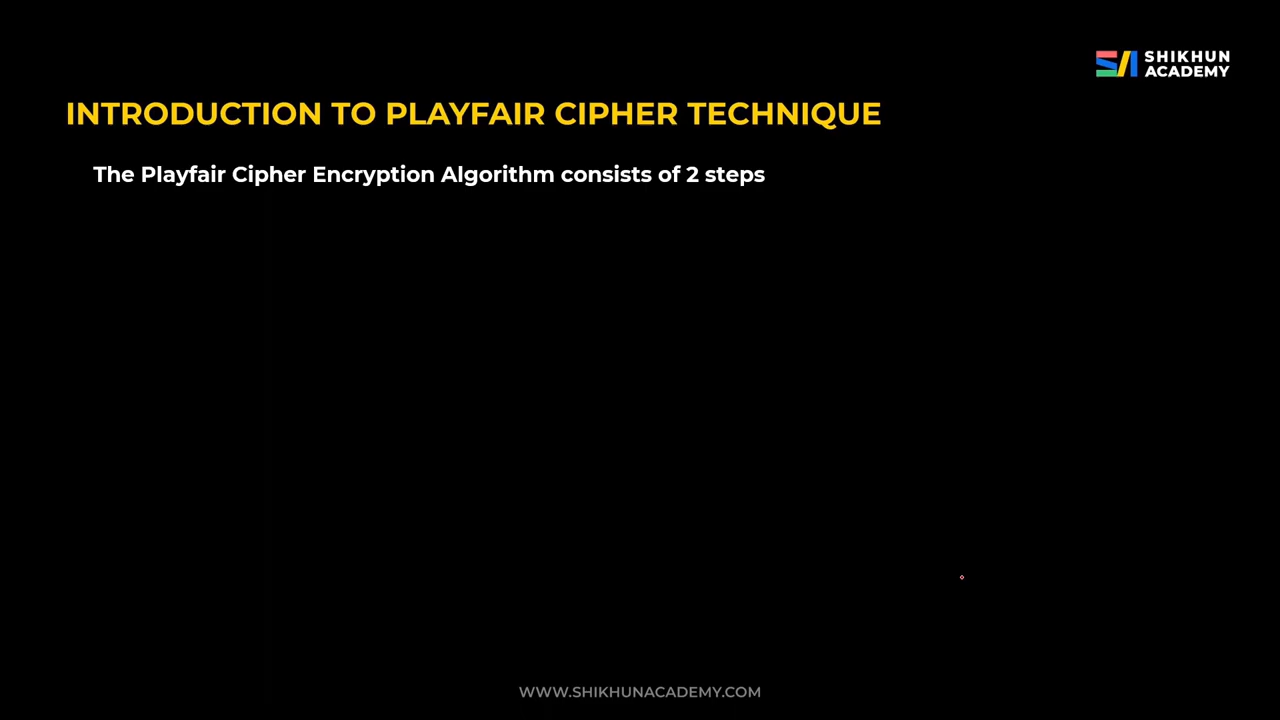 SHIKHUN
ACADEMY
INTRODUCTION TO PLAYFAIR CIPHER TECHNIQUE
The Playfair Cipher Encryption Algorithm consists of 2 steps
WWW.SHIKHUNACADEMY.COM